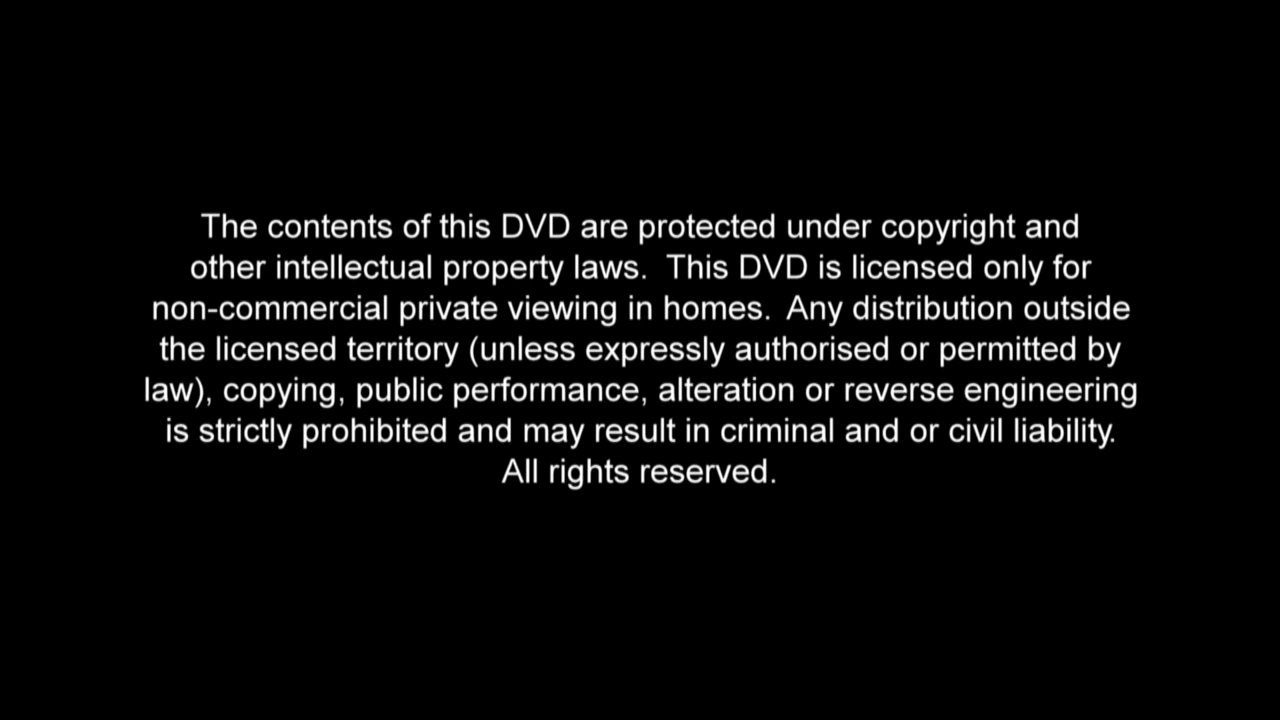 The contents of this DVD are protected under copyright and
other intellectual property laws.  This DVD is licensed only for
non-commercial private viewing in homes.  Any distribution outside
the licensed territory (unless expressly authorised or permitted by
law), copying, public performance, alteration or reverse engineering
is strictly prohibited and may result in criminal and or civil liability.
All rights reserved.